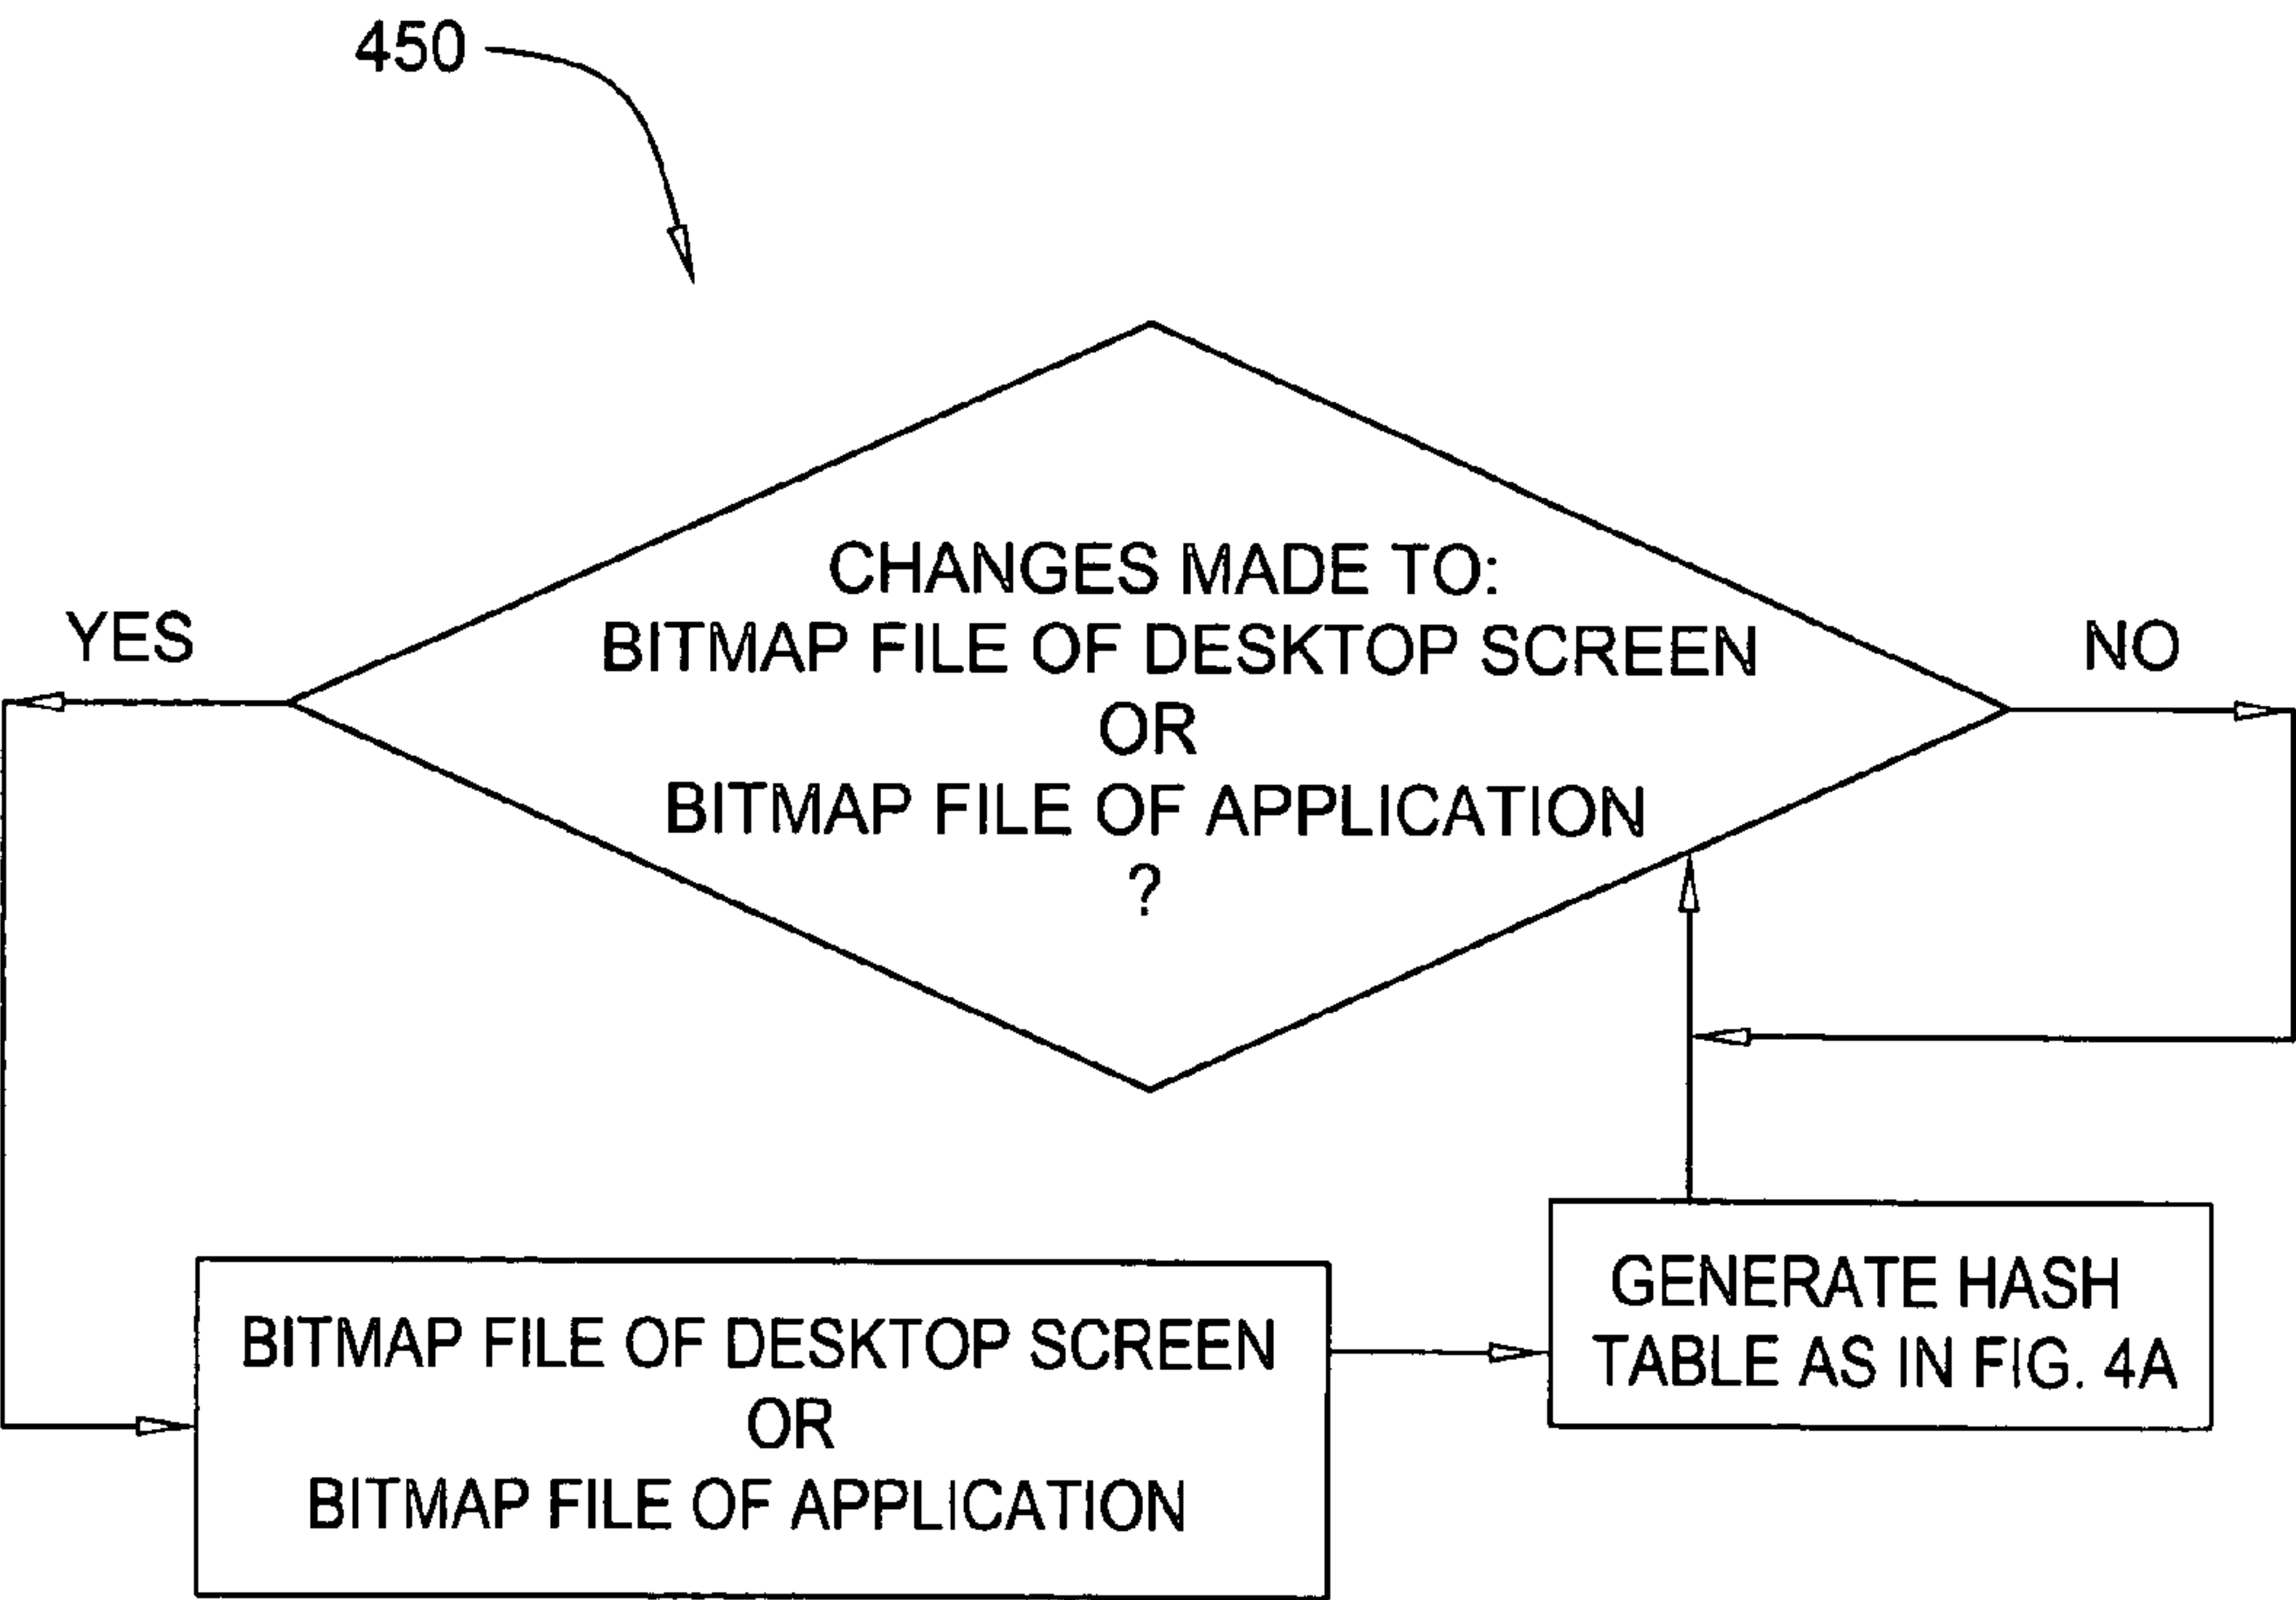 450
CHANGES MADE TO:
BITMAP FILE OF DESKTOP SCREEN
OR
BITMAP FILE OF APPLICATION
?
YES
NO
BITMAP FILE OF DESKTOP SCREEN
OR
BITMAP FILE OF APPLICATION
GENERATE HASH
TABLE AS IN FIG. 4A